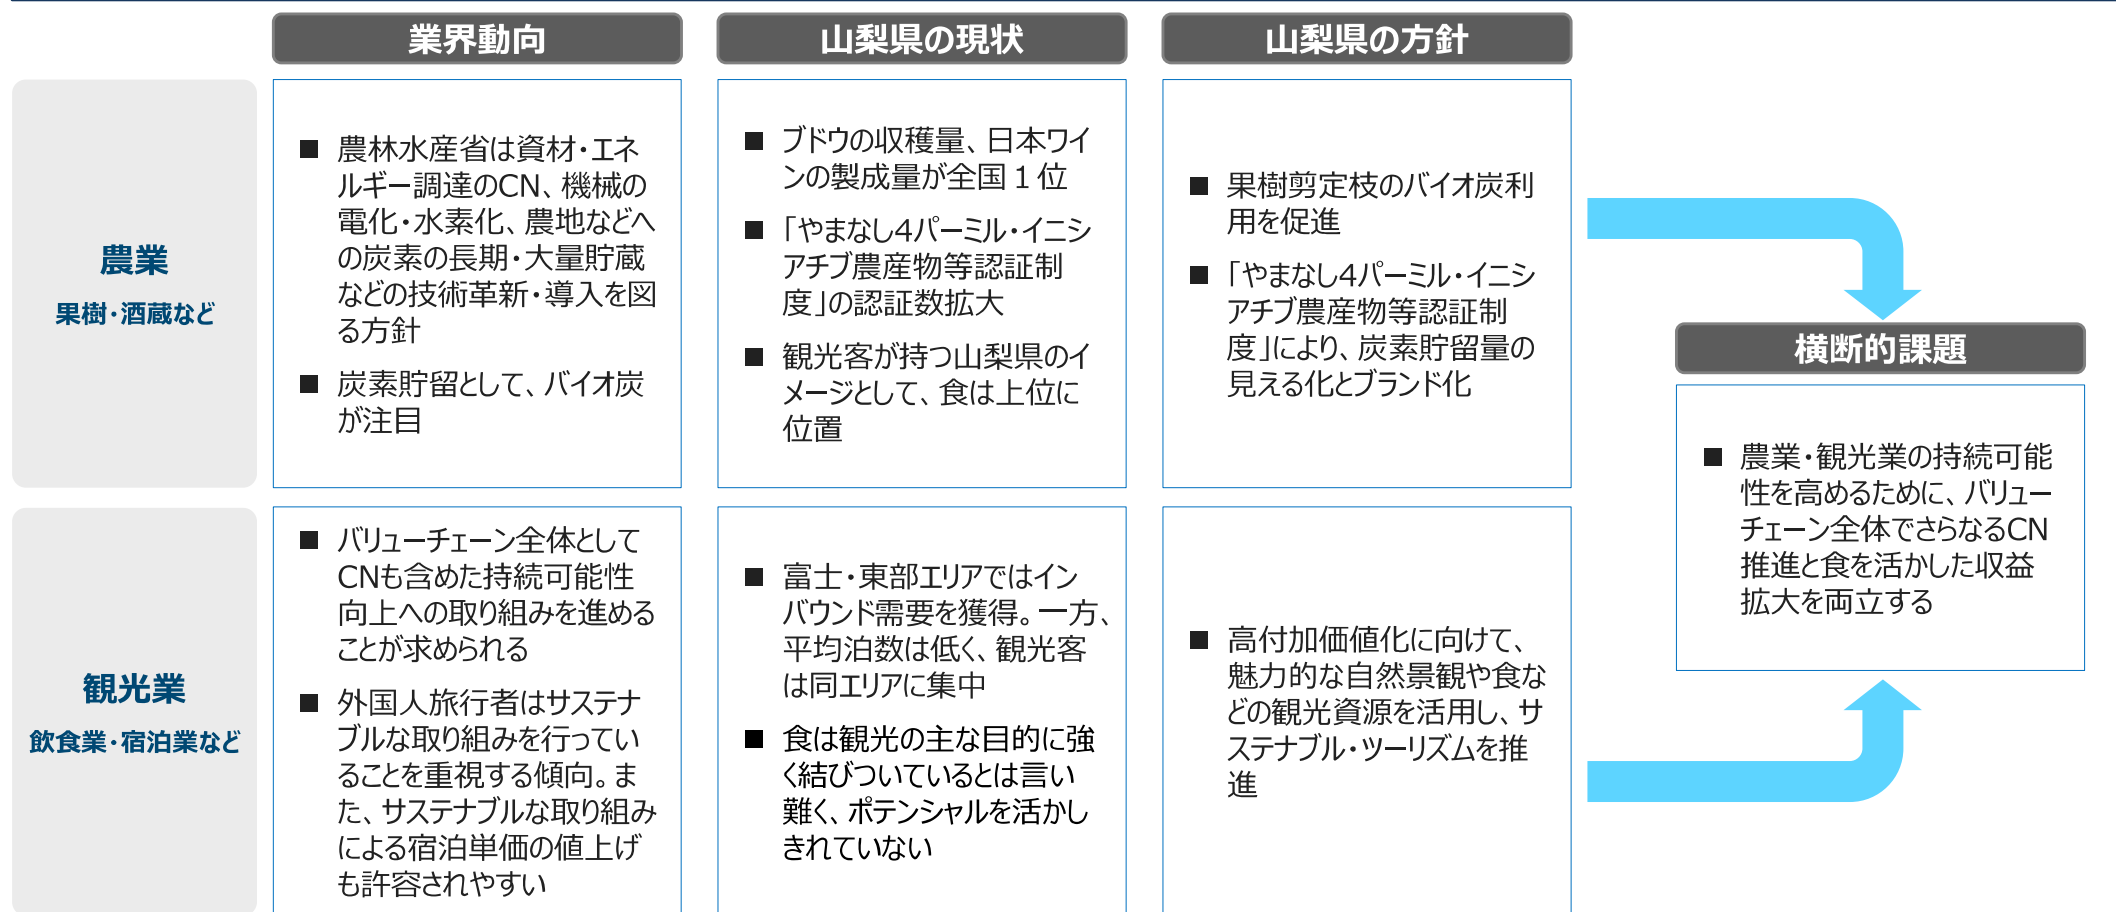 業界動向
山梨県の現状
山梨県の方針
農業
果樹・酒蔵など
■ 農林水産省は資材・エネ
ルギー調達のCN、機械の
電化・水素化、農地などへ
の炭素の長期・大量貯蔵
などの技術革新・導入を図
る方針
■ 炭素貯留として、バイオ炭
が注目
■ ブドウの収穫量、日本ワイ
ンの製成量が全国１位
■ 「やまなし4パーミル・イニシ
アチブ農産物等認証制
度」の認証数拡大
■ 観光客が持つ山梨県のイ
メージとして、食は上位に
位置
■ 果樹剪定枝のバイオ炭利
用を促進
■ 「やまなし4パーミル・イニシ
アチブ農産物等認証制
度」により、炭素貯留量の
見える化とブランド化
観光業
飲食業・宿泊業など
■ バリューチェーン全体として
CNも含めた持続可能性
向上への取り組みを進める
ことが求められる
■ 外国人旅行者はサステナ
ブルな取り組みを行ってい
ることを重視する傾向。ま
た、サステナブルな取り組み
による宿泊単価の値上げ
も許容されやすい
■ 富士・東部エリアではイン
バウンド需要を獲得。一方、
平均泊数は低く、観光客
は同エリアに集中
■ 食は観光の主な目的に強
く結びついているとは言い
難く、ポテンシャルを活かし
きれていない
■ 高付加価値化に向けて、
魅力的な自然景観や食な
どの観光資源を活用し、サ
ステナブル・ツーリズムを推
進
横断的課題
■ 農業・観光業の持続可能
性を高めるために、バリュー
チェーン全体でさらなるCN
推進と食を活かした収益
拡大を両立する